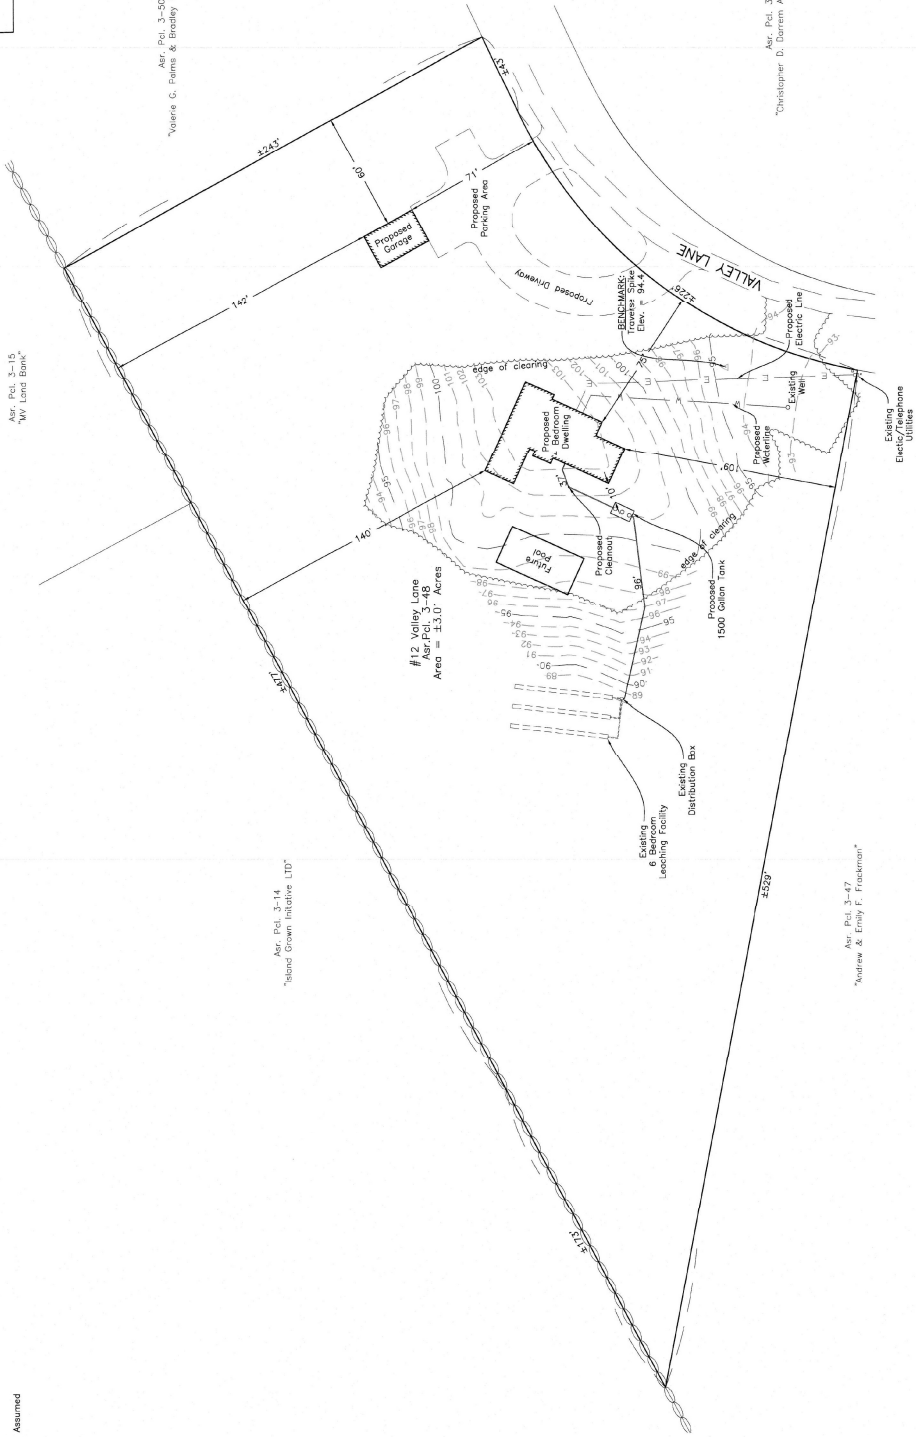 Asr. Pcl. 3-50
"Valerie G. Palms & Bradley
Asr. Pcl. 3
"Christopher D. Darrem A
Asr. Pcl. 3-15
"MV Land Bank"
±243'
±43'
60'
71'
142'
Proposed
Garage
Proposed
Parking Area
Proposed Driveway
VALLEY LANE
±226'
BENCHMARK:
Traverse Spike
Elev. = 94.4
75'
Proposed
Electric Lne
edge of clearing
Proposed
Bedroom
Dwelling
Existing
Well
Proposed
Waterline
Existing
Electic/Telephone
Utilities
109'
140'
37'
10'
Future
Pool
Proposed
Cleanout
96'
edge of clearing
Proposed
1500 Gallon Tank
#12 Valley Lane
Asr.Pcl. 3-48
Area = ±3.0' Acres
±477'
Existing
Distribution Box
Existing
6 Bedroom
Leaching Facility
±529'
Asr. Pcl. 3-14
"Island Grown Initative LTD"
Asr. Pcl. 3-47
"Andrew & Emily F. Frackman"
±173'
Assumed